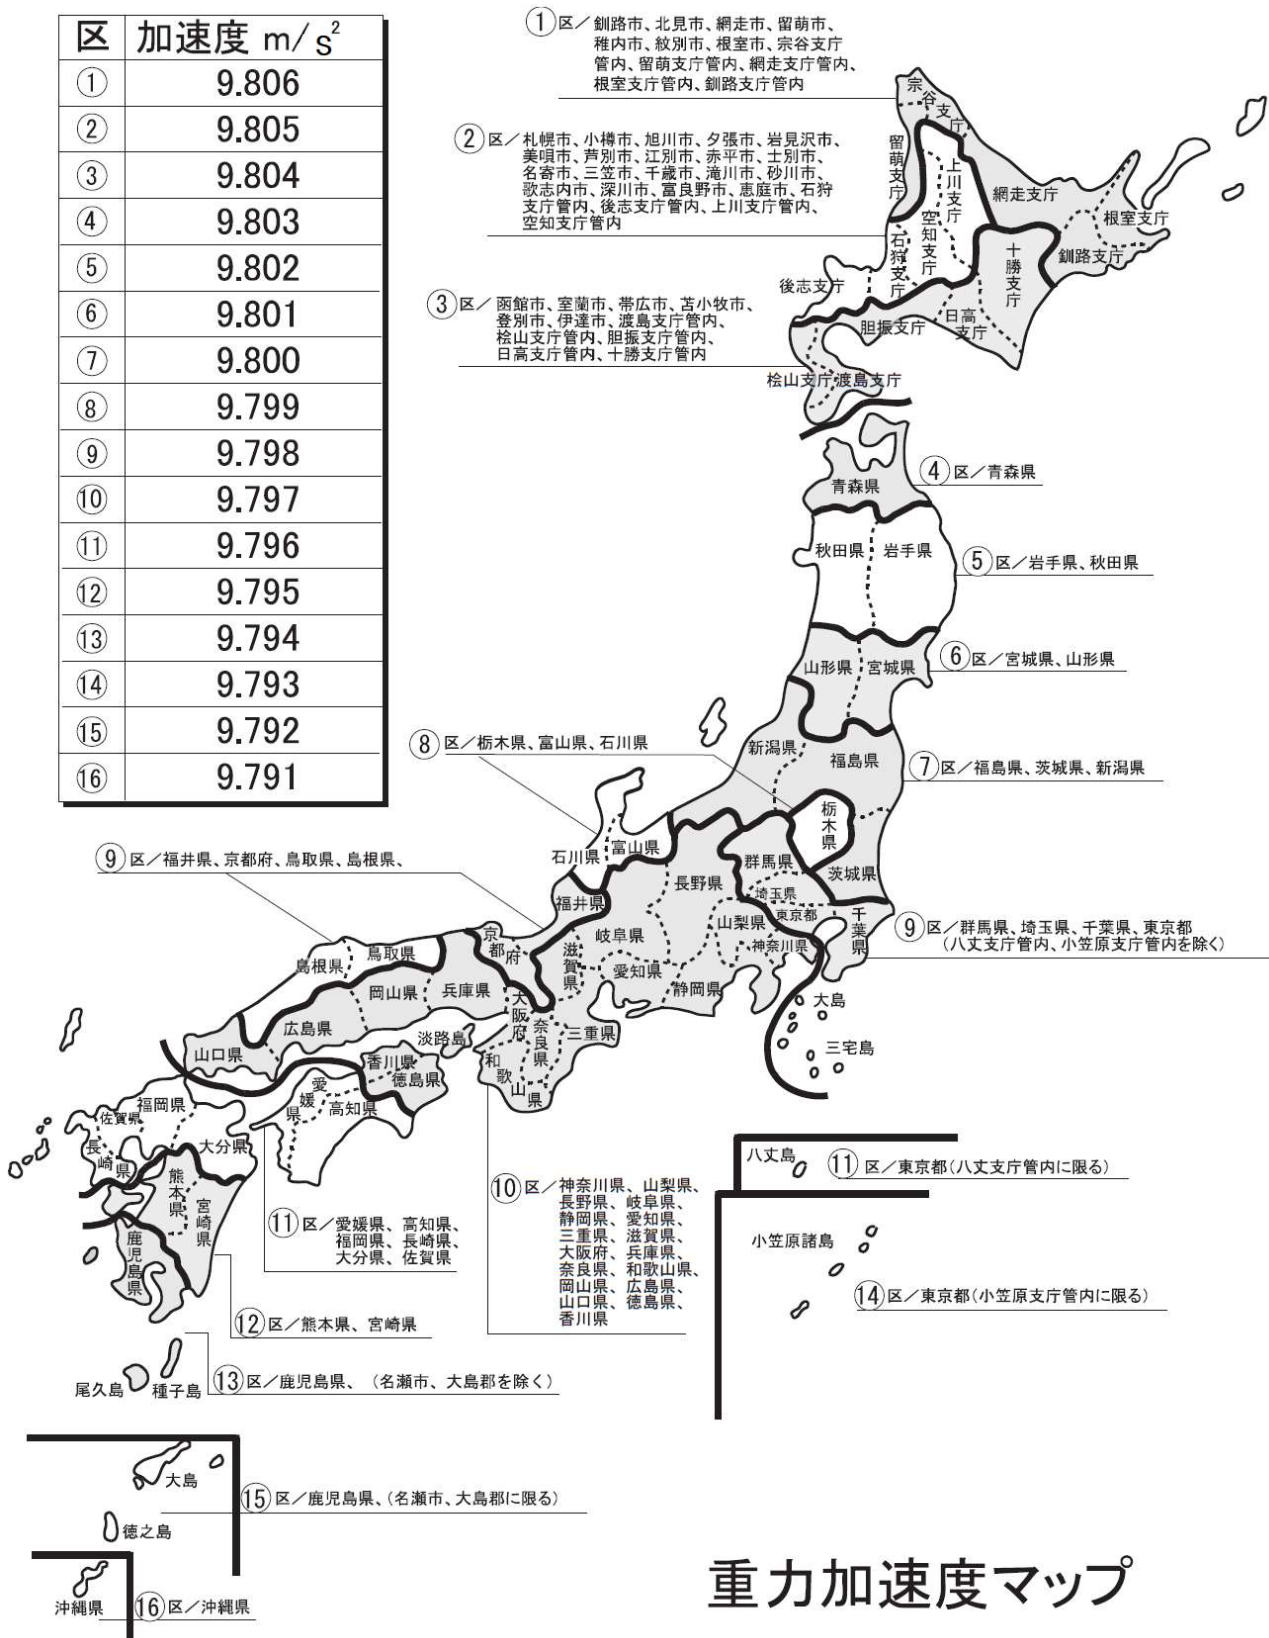 区 加速度 m/s²
① 9.806
② 9.805
③ 9.804
④ 9.803
⑤ 9.802
⑥ 9.801
⑦ 9.800
⑧ 9.799
⑨ 9.798
⑩ 9.797
⑪ 9.796
⑫ 9.795
⑬ 9.794
⑭ 9.793
⑮ 9.792
⑯ 9.791
①区/釧路市、北見市、網走市、留萌市、
稚内市、紋別市、根室市、宗谷支庁
管内、留萌支庁管内、網走支庁管内、
根室支庁管内、釧路支庁管内
②区/札幌市、小樽市、旭川市、夕張市、岩見沢市、
美唄市、芦別市、江別市、赤平市、士別市、
名寄市、三笠市、千歳市、滝川市、砂川市、
歌志内市、深川市、富良野市、恵庭市、石狩
支庁管内、後志支庁管内、上川支庁管内、
空知支庁管内
③区/函館市、室蘭市、帯広市、苫小牧市、
登別市、伊達市、渡島支庁管内、
桧山支庁管内、胆振支庁管内、
日高支庁管内、十勝支庁管内
宗谷支庁
留萌支庁
上川支庁
網走支庁
根室支庁
空知支庁
石狩支庁
十勝支庁
釧路支庁
後志支庁
胆振支庁
日高支庁
桧山支庁
渡島支庁
青森県
④区/青森県
秋田県
岩手県
⑤区/岩手県、秋田県
山形県
宮城県
⑥区/宮城県、山形県
⑧区/栃木県、富山県、石川県
新潟県
福島県
⑦区/福島県、茨城県、新潟県
栃木県
石川県
富山県
群馬県
茨城県
⑨区/福井県、京都府、鳥取県、島根県、
長野県
埼玉県
福井県
山梨県
東京都
千葉県
⑨区/群馬県、埼玉県、千葉県、東京都
(八丈支庁管内、小笠原支庁管内を除く)
京都府
岐阜県
神奈川県
滋賀県
鳥取県
島根県
愛知県
静岡県
岡山県
兵庫県
大阪府
大島
広島県
奈良県
三重県
淡路島
三宅島
山口県
香川県
徳島県
和歌山県
愛媛県
高知県
福岡県
佐賀県
長崎県
大分県
熊本県
宮崎県
鹿児島県
八丈島
⑪区/東京都(八丈支庁管内に限る)
⑩区/神奈川県、山梨県、
長野県、岐阜県、
静岡県、愛知県、
三重県、滋賀県、
大阪府、兵庫県、
奈良県、和歌山県、
岡山県、広島県、
山口県、徳島県、
香川県
⑪区/愛媛県、高知県、
福岡県、長崎県、
大分県、佐賀県
小笠原諸島
⑭区/東京都(小笠原支庁管内に限る)
⑫区/熊本県、宮崎県
尾久島
種子島
⑬区/鹿児島県、(名瀬市、大島郡を除く)
大島
⑮区/鹿児島県、(名瀬市、大島郡に限る)
徳之島
沖縄県
⑯区/沖縄県
重力加速度マップ